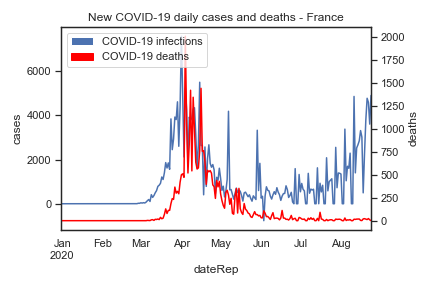 New COVID-19 daily cases and deaths - France
COVID-19 infections
COVID-19 deaths
6000
4000
2000
0
cases
2000
1750
1500
1250
1000
750
500
250
0
deaths
Jan Feb Mar Apr May Jun Jul Aug
2020
dateRep